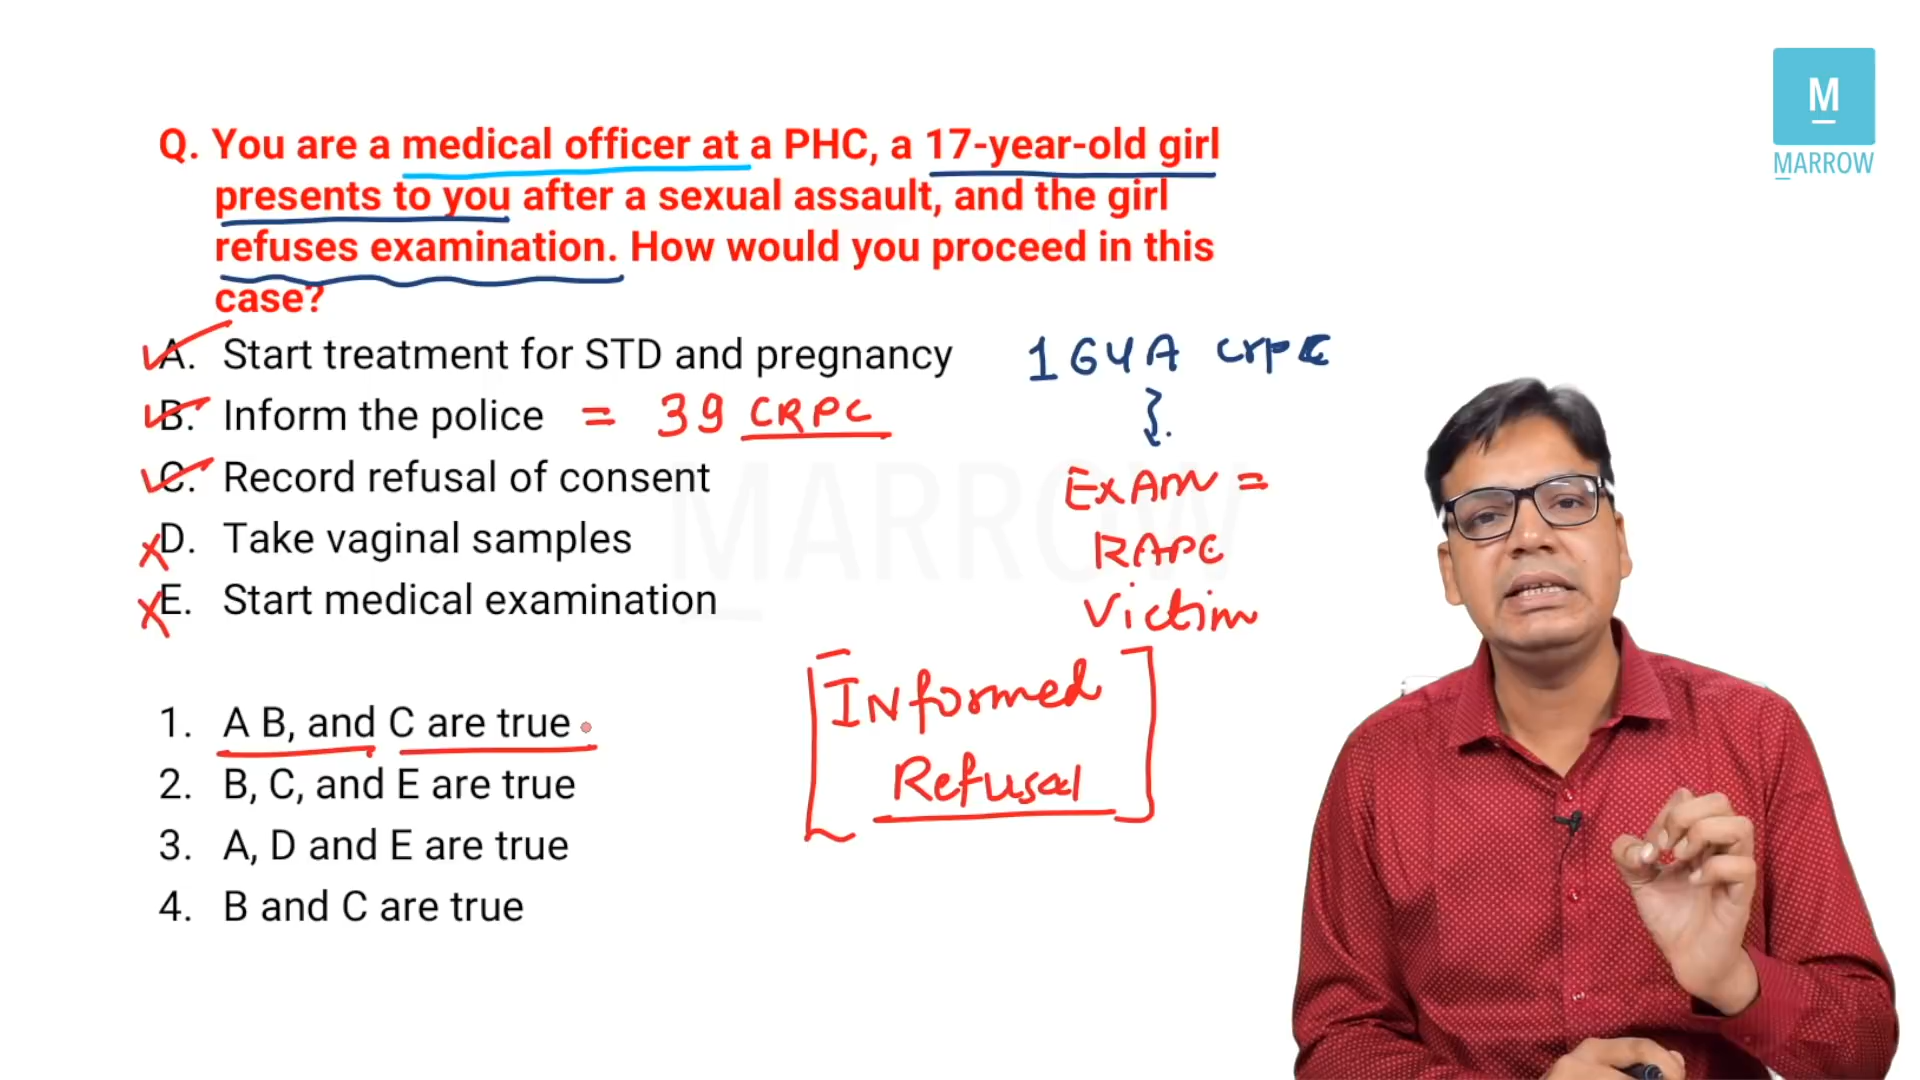 M
MARROW
Q. You are a medical officer at a PHC, a 17-year-old girl
presents to you after a sexual assault, and the girl
refuses examination. How would you proceed in this
case?
A. Start treatment for STD and pregnancy
164A CrPC
B. Inform the police = 39 CRPC
C. Record refusal of consent
EXAM =
D. Take vaginal samples
RAPE
E. Start medical examination
Victim
MARROW
Informed
Refusal
1. A B, and C are true
2. B, C, and E are true
3. A, D and E are true
4. B and C are true